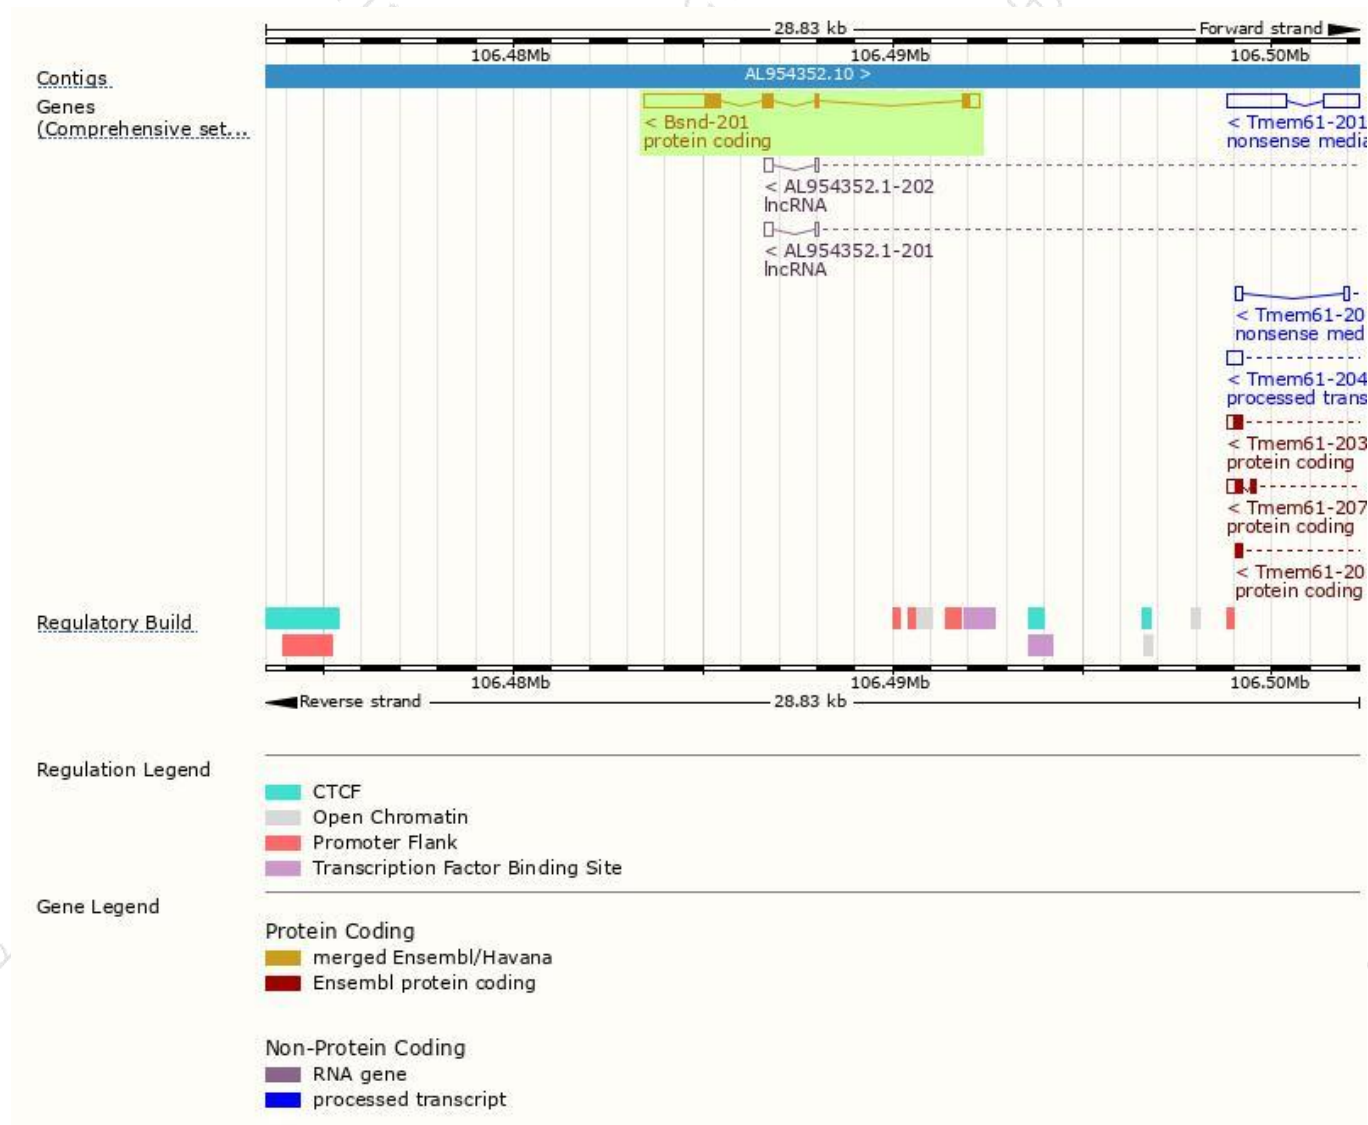 28.83 kb
Forward strand
106.48Mb 106.49Mb 106.50Mb
Contigs
AL954352.10 >
Genes
(Comprehensive set...
< Bsnd-201
protein coding
< Tmem61-201
nonsense media
< AL954352.1-202
lncRNA
< AL954352.1-201
lncRNA
< Tmem61-20
nonsense med
< Tmem61-204
processed trans
< Tmem61-203
protein coding
< Tmem61-207
protein coding
< Tmem61-20
protein coding
Regulatory Build
106.48Mb 106.49Mb 106.50Mb
Reverse strand
28.83 kb
Regulation Legend
CTCF
Open Chromatin
Promoter Flank
Transcription Factor Binding Site
Gene Legend
Protein Coding
merged Ensembl/Havana
Ensembl protein coding
Non-Protein Coding
RNA gene
processed transcript